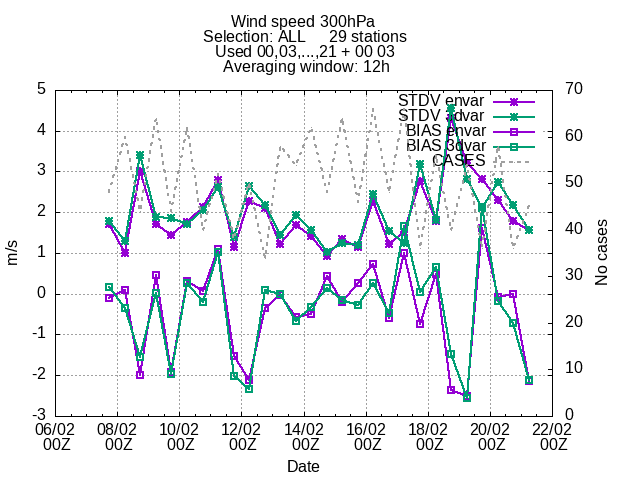 Wind speed 300hPa
Selection: ALL 29 stations
Used 00,03,...,21 + 00 03
Averaging window: 12h
STDV envar
STDV 3dvar
BIAS envar
BIAS 3dvar
CASES
5
4
3
2
1
0
-1
-2
-3
m/s
70
60
50
40
30
20
10
0
No cases
06/02 08/02 10/02 12/02 14/02 16/02 18/02 20/02 22/02
00Z 00Z 00Z 00Z 00Z 00Z 00Z 00Z 00Z
Date